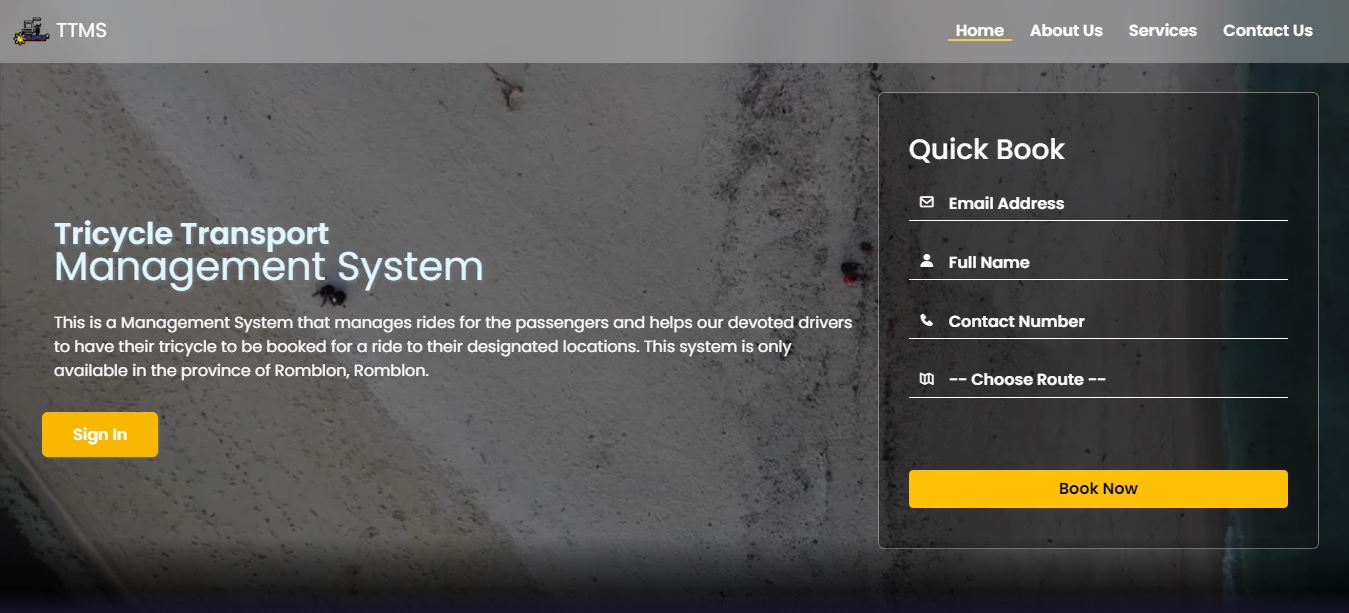 TTMS
Home
About Us
Services
Contact Us
Tricycle Transport
Management System
This is a Management System that manages rides for the passengers and helps our devoted drivers
to have their tricycle to be booked for a ride to their designated locations. This system is only
available in the province of Romblon, Romblon.
Sign In
Quick Book
Email Address
Full Name
Contact Number
-- Choose Route --
Book Now